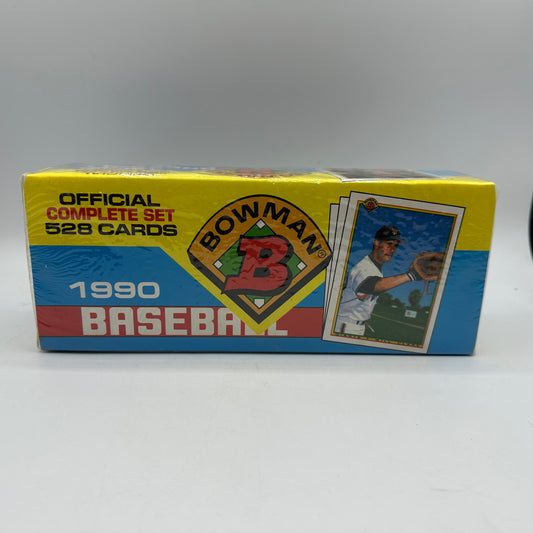 OFFICIAL
COMPLETE SET
528 CARDS
BOWMAN®
B
1990
BASEBALL